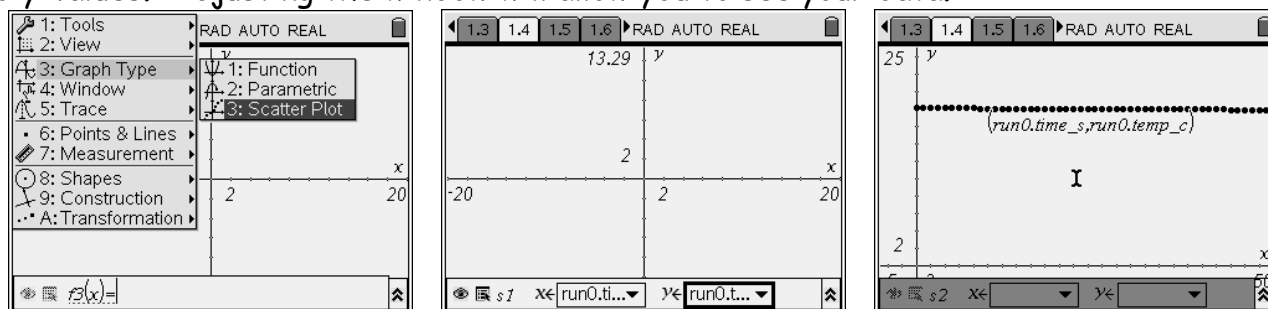 1: Tools
2: View
3: Graph Type
4: Window
5: Trace
6: Points & Lines
7: Measurement
8: Shapes
9: Construction
A: Transformation
RAD AUTO REAL
y
1: Function
2: Parametric
3: Scatter Plot
x
2
20
f3(x)=
1.3 1.4 1.5 1.6 RAD AUTO REAL
13.29 y
2
x
-20
2
20
s1 x← run0.ti... y← run0.t...
1.3 1.4 1.5 1.6 RAD AUTO REAL
25 y
(run0.time_s,run0.temp_c)
2
x
s2 x← y←